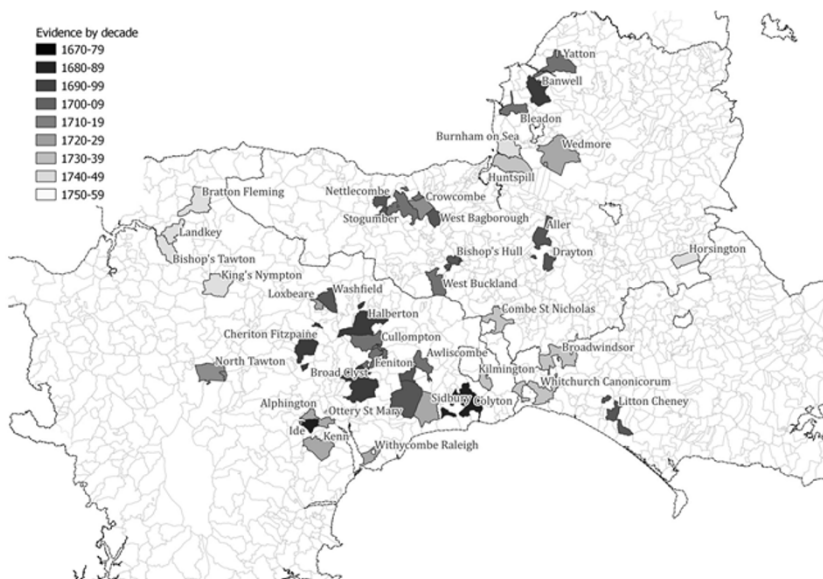 Evidence by decade
1670-79
1680-89
1690-99
1700-09
1710-19
1720-29
1730-39
1740-49
1750-59
Yatton
Banwell
Bleadon
Burnham on Sea
Wedmore
Huntspill
Bratton Fleming
Nettlecombe
Crowcombe
Stogumber
West Bagborough
Landkey
Aller
Bishop's Tawton
Bishop's Hull
Drayton
Horsington
King's Nympton
West Buckland
Loxbeare
Washfield
Combe St Nicholas
Halberton
Cheriton Fitzpaine
Cullompton
Awliscombe
Broadwindsor
North Tawton
Feniton
Kilmington
Broad Clyst
Whitchurch Canonicorum
Alphington
Ottery St Mary
Sidbury
Colyton
Litton Cheney
Ide
Kenn
Withycombe Raleigh